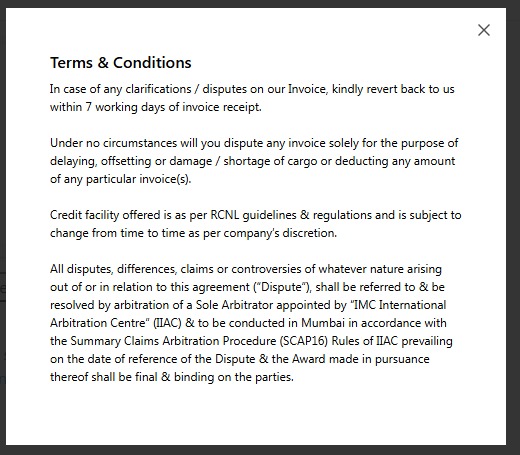 Terms & Conditions
In case of any clarifications / disputes on our Invoice, kindly revert back to us
within 7 working days of invoice receipt.
Under no circumstances will you dispute any invoice solely for the purpose of
delaying, offsetting or damage / shortage of cargo or deducting any amount
of any particular invoice(s).
Credit facility offered is as per RCNL guidelines & regulations and is subject to
change from time to time as per company's discretion.
All disputes, differences, claims or controversies of whatever nature arising
out of or in relation to this agreement ("Dispute"), shall be referred to & be
resolved by arbitration of a Sole Arbitrator appointed by "IMC International
Arbitration Centre" (IIAC) & to be conducted in Mumbai in accordance with
the Summary Claims Arbitration Procedure (SCAP16) Rules of IIAC prevailing
on the date of reference of the Dispute & the Award made in pursuance
thereof shall be final & binding on the parties.